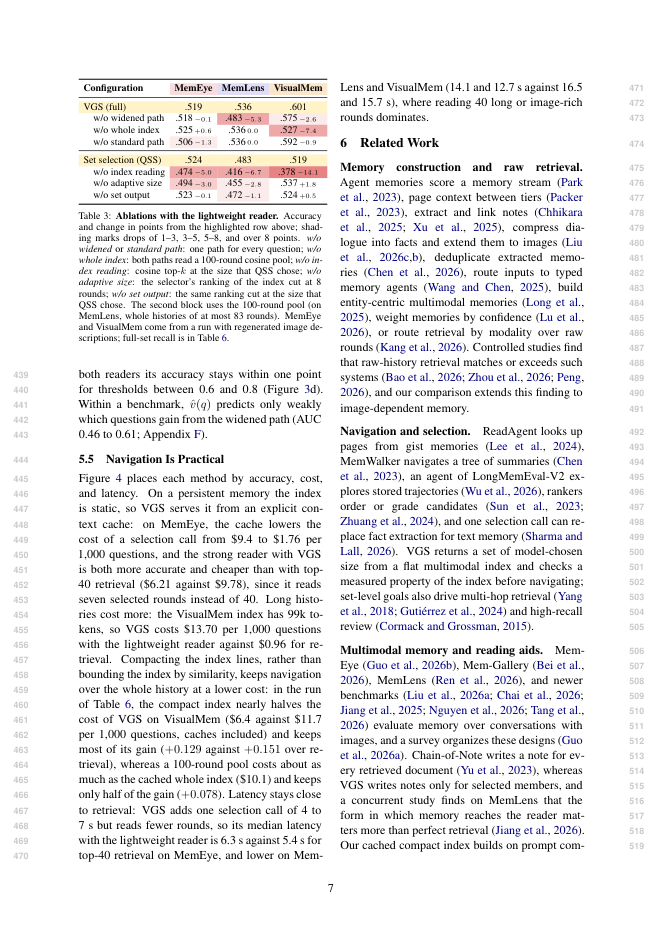 Configuration MemEye MemLens VisualMem
VGS (full) .519 .536 .601
w/o widened path .518 −0.1 .483 −5.3 .575 −2.6
w/o whole index .525 +0.6 .536 0.0 .527 −7.4
w/o standard path .506 −1.3 .536 0.0 .592 −0.9
Set selection (QSS) .524 .483 .519
w/o index reading .474 −5.0 .416 −6.7 .378 −14.1
w/o adaptive size .494 −3.0 .455 −2.8 .537 +1.8
w/o set output .523 −0.1 .472 −1.1 .524 +0.5
Table 3: Ablations with the lightweight reader. Accuracy
and change in points from the highlighted row above; shad-
ing marks drops of 1–3, 3–5, 5–8, and over 8 points. w/o
widened or standard path: one path for every question; w/o
whole index: both paths read a 100-round cosine pool; w/o in-
dex reading: cosine top-k at the size that QSS chose; w/o
adaptive size: the selector's ranking of the index cut at 8
rounds; w/o set output: the same ranking cut at the size that
QSS chose. The second block uses the 100-round pool (on
MemLens, whole histories of at most 83 rounds). MemEye
and VisualMem come from a run with regenerated image de-
scriptions; full-set recall is in Table 6.
439 both readers its accuracy stays within one point
440 for thresholds between 0.6 and 0.8 (Figure 3d).
441 Within a benchmark, v̂(q) predicts only weakly
442 which questions gain from the widened path (AUC
443 0.46 to 0.61; Appendix F).
444 5.5 Navigation Is Practical
445 Figure 4 places each method by accuracy, cost,
446 and latency. On a persistent memory the index
447 is static, so VGS serves it from an explicit con-
448 text cache: on MemEye, the cache lowers the
449 cost of a selection call from $9.4 to $1.76 per
450 1,000 questions, and the strong reader with VGS
451 is both more accurate and cheaper than with top-
452 40 retrieval ($6.21 against $9.78), since it reads
453 seven selected rounds instead of 40. Long histo-
454 ries cost more: the VisualMem index has 99k to-
455 kens, so VGS costs $13.70 per 1,000 questions
456 with the lightweight reader against $0.96 for re-
457 trieval. Compacting the index lines, rather than
458 bounding the index by similarity, keeps navigation
459 over the whole history at a lower cost: in the run
460 of Table 6, the compact index nearly halves the
461 cost of VGS on VisualMem ($6.4 against $11.7
462 per 1,000 questions, caches included) and keeps
463 most of its gain (+0.129 against +0.151 over re-
464 trieval), whereas a 100-round pool costs about as
465 much as the cached whole index ($10.1) and keeps
466 only half of the gain (+0.078). Latency stays close
467 to retrieval: VGS adds one selection call of 4 to
468 7 s but reads fewer rounds, so its median latency
469 with the lightweight reader is 6.3 s against 5.4 s for
470 top-40 retrieval on MemEye, and lower on Mem-
Lens and VisualMem (14.1 and 12.7 s against 16.5 471
and 15.7 s), where reading 40 long or image-rich 472
rounds dominates. 473
6 Related Work 474
Memory construction and raw retrieval. 475
Agent memories score a memory stream (Park 476
et al., 2023), page context between tiers (Packer 477
et al., 2023), extract and link notes (Chhikara 478
et al., 2025; Xu et al., 2025), compress dia- 479
logue into facts and extend them to images (Liu 480
et al., 2026c,b), deduplicate extracted memo- 481
ries (Chen et al., 2026), route inputs to typed 482
memory agents (Wang and Chen, 2025), build 483
entity-centric multimodal memories (Long et al., 484
2025), weight memories by confidence (Lu et al., 485
2026), or route retrieval by modality over raw 486
rounds (Kang et al., 2026). Controlled studies find 487
that raw-history retrieval matches or exceeds such 488
systems (Bao et al., 2026; Zhou et al., 2026; Peng, 489
2026), and our comparison extends this finding to 490
image-dependent memory. 491
Navigation and selection. ReadAgent looks up 492
pages from gist memories (Lee et al., 2024), 493
MemWalker navigates a tree of summaries (Chen 494
et al., 2023), an agent of LongMemEval-V2 ex- 495
plores stored trajectories (Wu et al., 2026), rankers 496
order or grade candidates (Sun et al., 2023; 497
Zhuang et al., 2024), and one selection call can re- 498
place fact extraction for text memory (Sharma and 499
Lall, 2026). VGS returns a set of model-chosen 500
size from a flat multimodal index and checks a 501
measured property of the index before navigating; 502
set-level goals also drive multi-hop retrieval (Yang 503
et al., 2018; Gutiérrez et al., 2024) and high-recall 504
review (Cormack and Grossman, 2015). 505
Multimodal memory and reading aids. Mem- 506
Eye (Guo et al., 2026b), Mem-Gallery (Bei et al., 507
2026), MemLens (Ren et al., 2026), and newer 508
benchmarks (Liu et al., 2026a; Chai et al., 2026; 509
Jiang et al., 2025; Nguyen et al., 2026; Tang et al., 510
2026) evaluate memory over conversations with 511
images, and a survey organizes these designs (Guo 512
et al., 2026a). Chain-of-Note writes a note for ev- 513
ery retrieved document (Yu et al., 2023), whereas 514
VGS writes notes only for selected members, and 515
a concurrent study finds on MemLens that the 516
form in which memory reaches the reader mat- 517
ters more than perfect retrieval (Jiang et al., 2026). 518
Our cached compact index builds on prompt com- 519
7